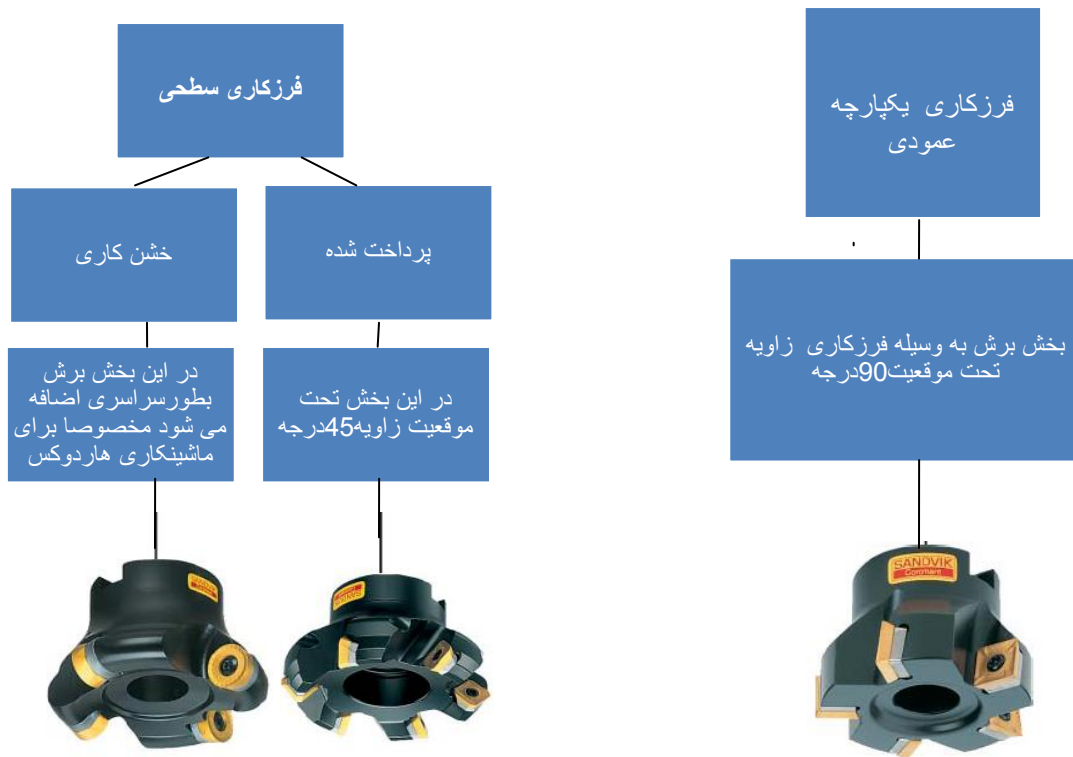 فرزکاری سطحی
فرزکاری یکپارچه
عمودی
خشن کاری
پرداخت شده
بخش برش به وسیله فرزکاری زاویه
تحت موقعیت90درجه
در این بخش برش
بطورسراسری اضافه
می شود مخصوصا برای
ماشینکاری هاردوکس
در این بخش تحت
موقعیت زاویه45درجه
SANDVIK
Coromant